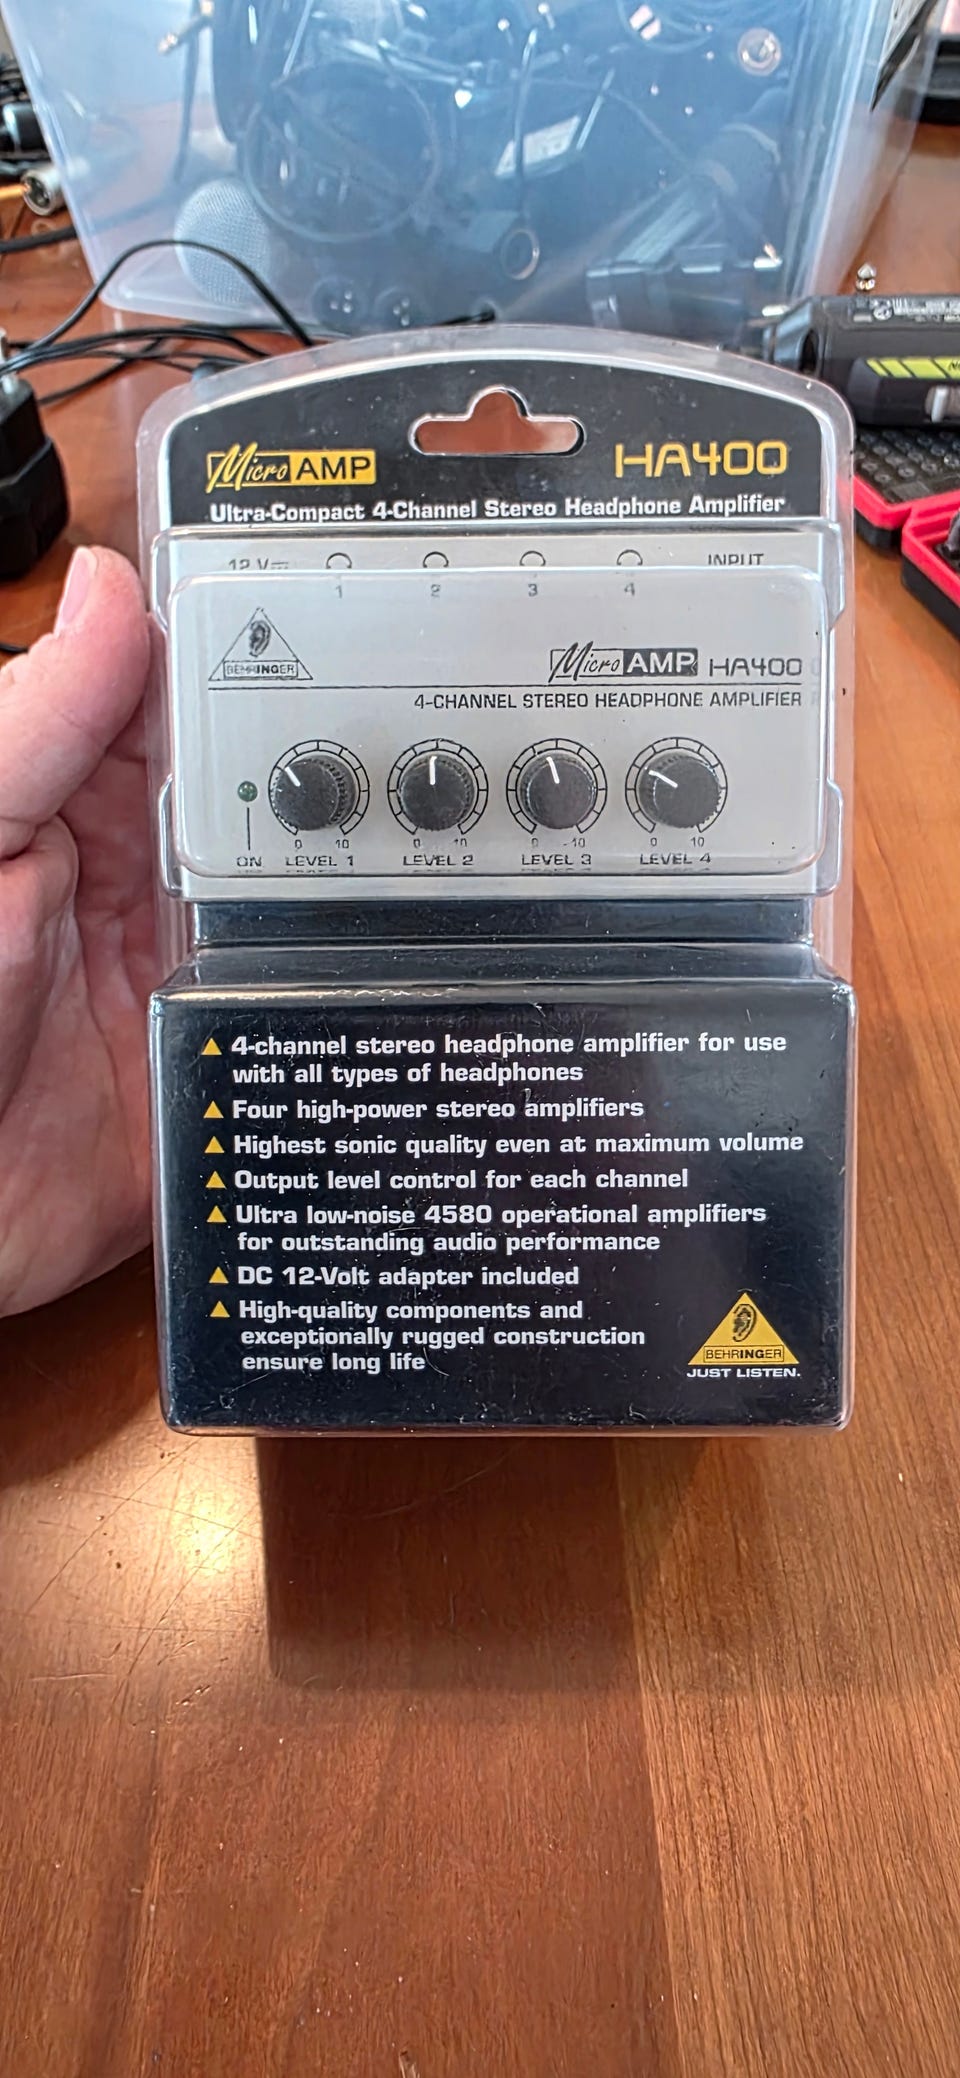 Micro AMP HA400
Ultra-Compact 4-Channel Stereo Headphone Amplifier
12 V INPUT
1 2 3 4
BEHRINGER
Micro AMP HA400
4-CHANNEL STEREO HEADPHONE AMPLIFIER
0 10 0 10 0 10 0 10
ON LEVEL 1 LEVEL 2 LEVEL 3 LEVEL 4
4-channel stereo headphone amplifier for use
with all types of headphones
Four high-power stereo amplifiers
Highest sonic quality even at maximum volume
Output level control for each channel
Ultra low-noise 4580 operational amplifiers
for outstanding audio performance
DC 12-Volt adapter included
High-quality components and
exceptionally rugged construction
ensure long life
BEHRINGER
JUST LISTEN.